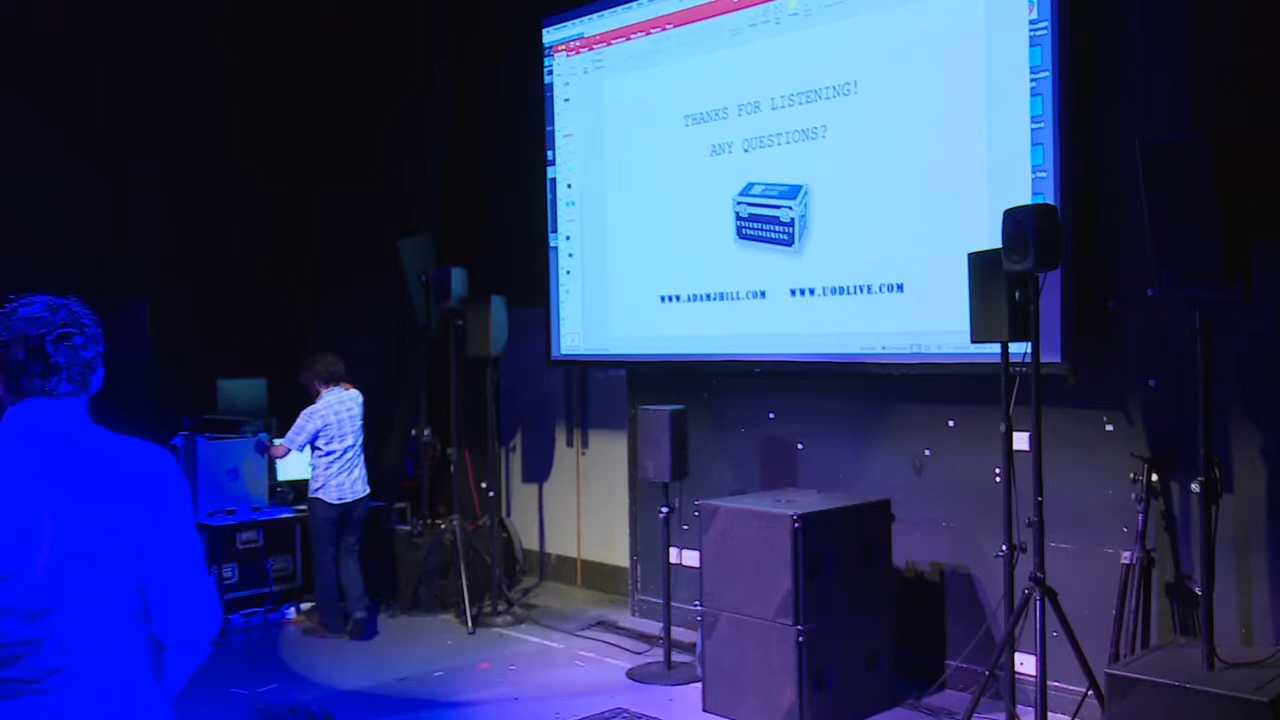 THANKS FOR LISTENING!
ANY QUESTIONS?
ENTERTAINMENT
ENGINEERING
WWW.ADAMJHILL.COM WWW.UODLIVE.COM